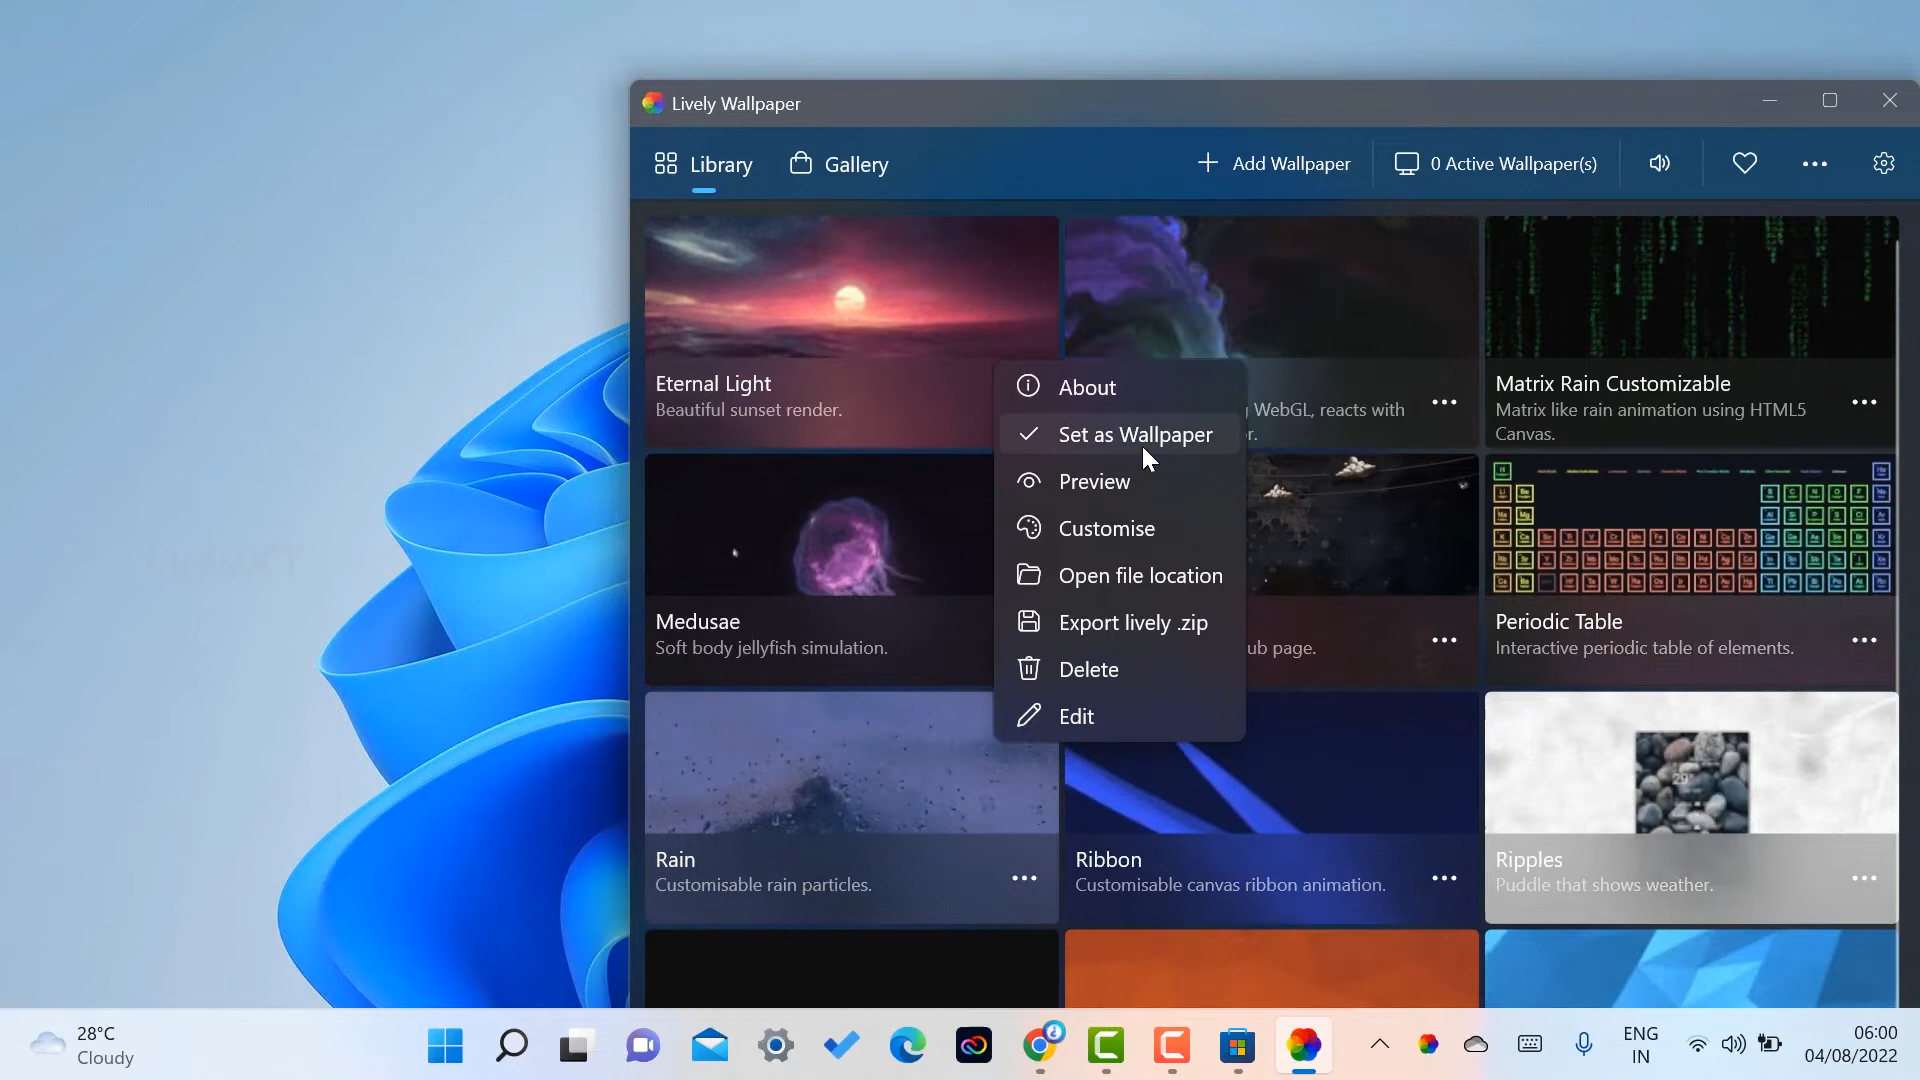 Lively Wallpaper
Library
Gallery
Add Wallpaper
0 Active Wallpaper(s)
Eternal Light
Beautiful sunset render.
WebGL, reacts with
r.
Matrix Rain Customizable
Matrix like rain animation using HTML5
Canvas.
About
Set as Wallpaper
Preview
Customise
Open file location
Export lively .zip
Delete
Edit
Medusae
Soft body jellyfish simulation.
ub page.
Periodic Table
Interactive periodic table of elements.
Rain
Customisable rain particles.
Ribbon
Customisable canvas ribbon animation.
Ripples
Puddle that shows weather.
28°C
Cloudy
ENG
IN
06:00
04/08/2022